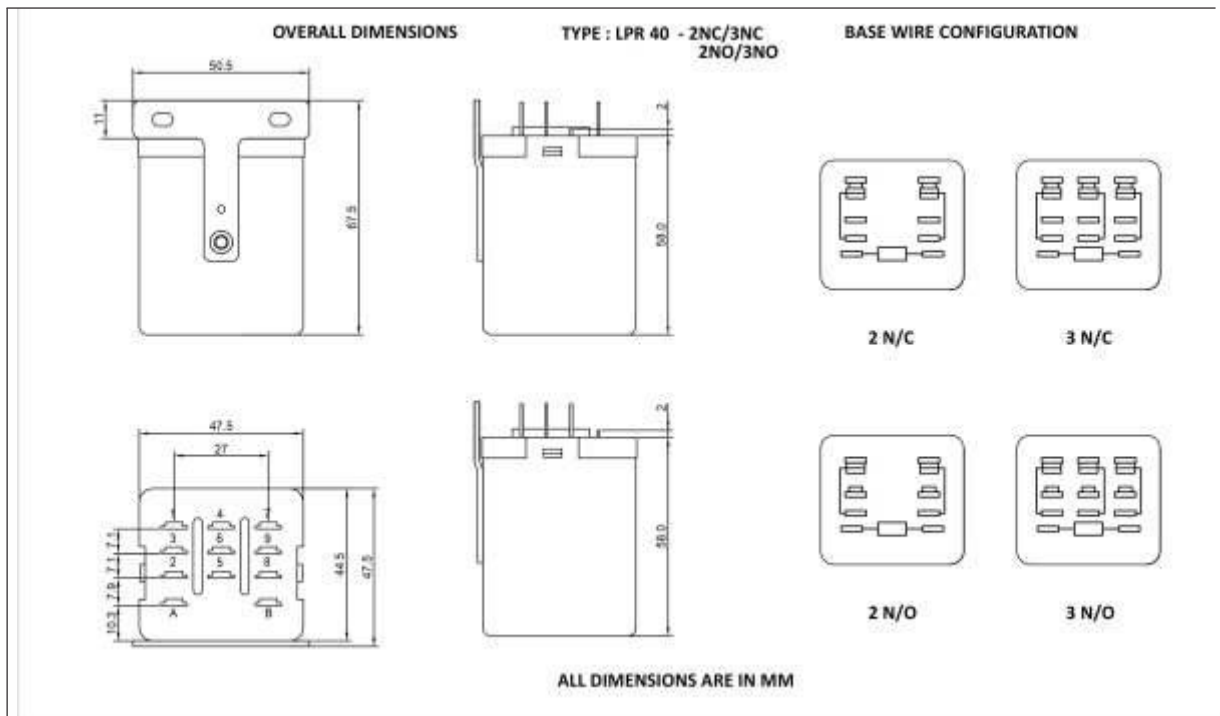 OVERALL DIMENSIONS
TYPE : LPR 40 - 2NC/3NC
2NO/3NO
BASE WIRE CONFIGURATION
50.5
11
67.5
2
58.0
2 N/C
3 N/C
47.5
27
1 4 7
3 6 9
2 5 8
A B
7.1
7.1
7.9
10.3
44.5
47.5
2
58.0
2 N/O
3 N/O
ALL DIMENSIONS ARE IN MM